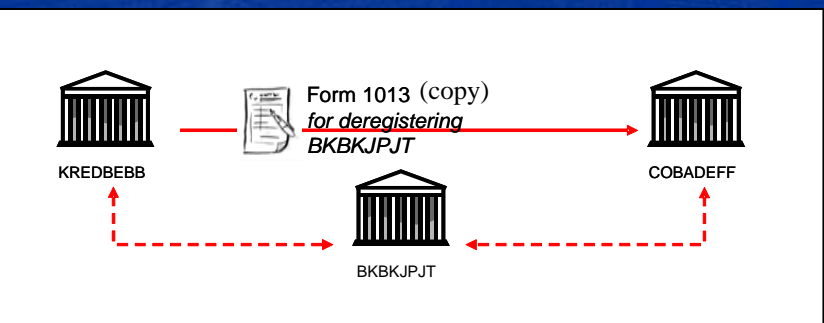 Form 1013 (copy)
for deregistering
BKBKJPJT
KREDBEBB
COBADEFF
BKBKJPJT